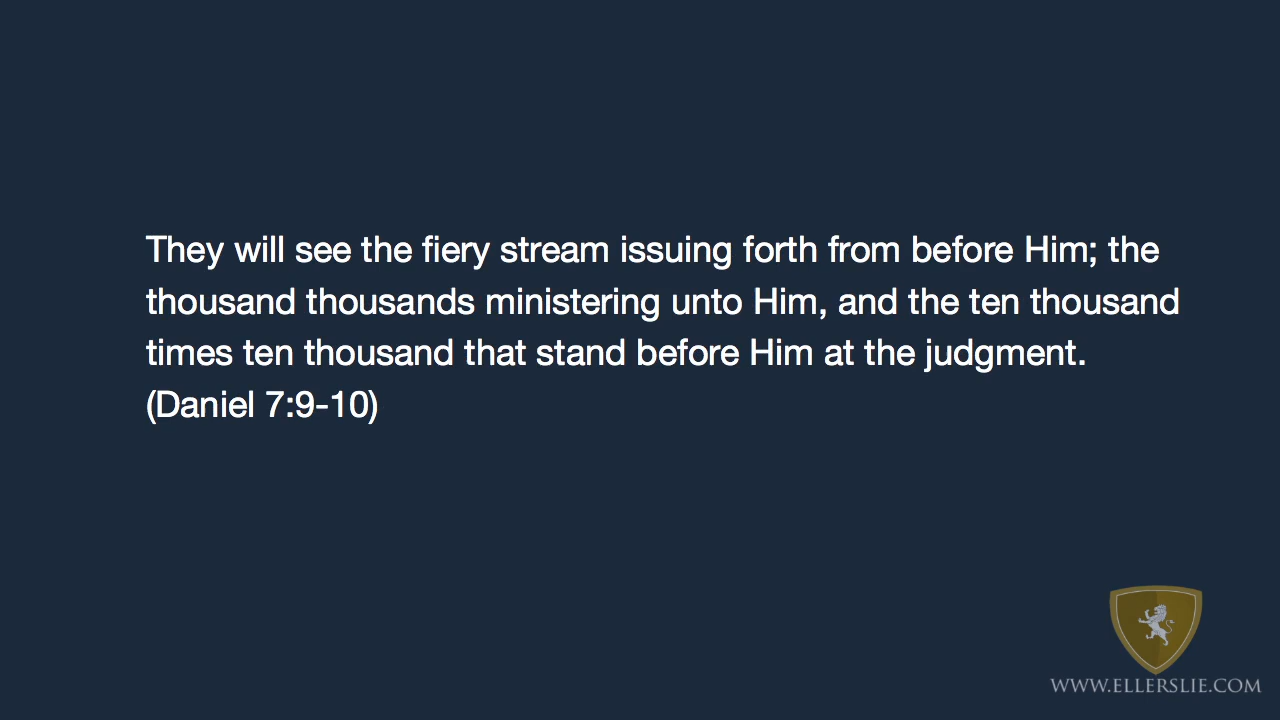 They will see the fiery stream issuing forth from before Him; the
thousand thousands ministering unto Him, and the ten thousand
times ten thousand that stand before Him at the judgment.
(Daniel 7:9-10)
WWW.ELLERSLIE.COM